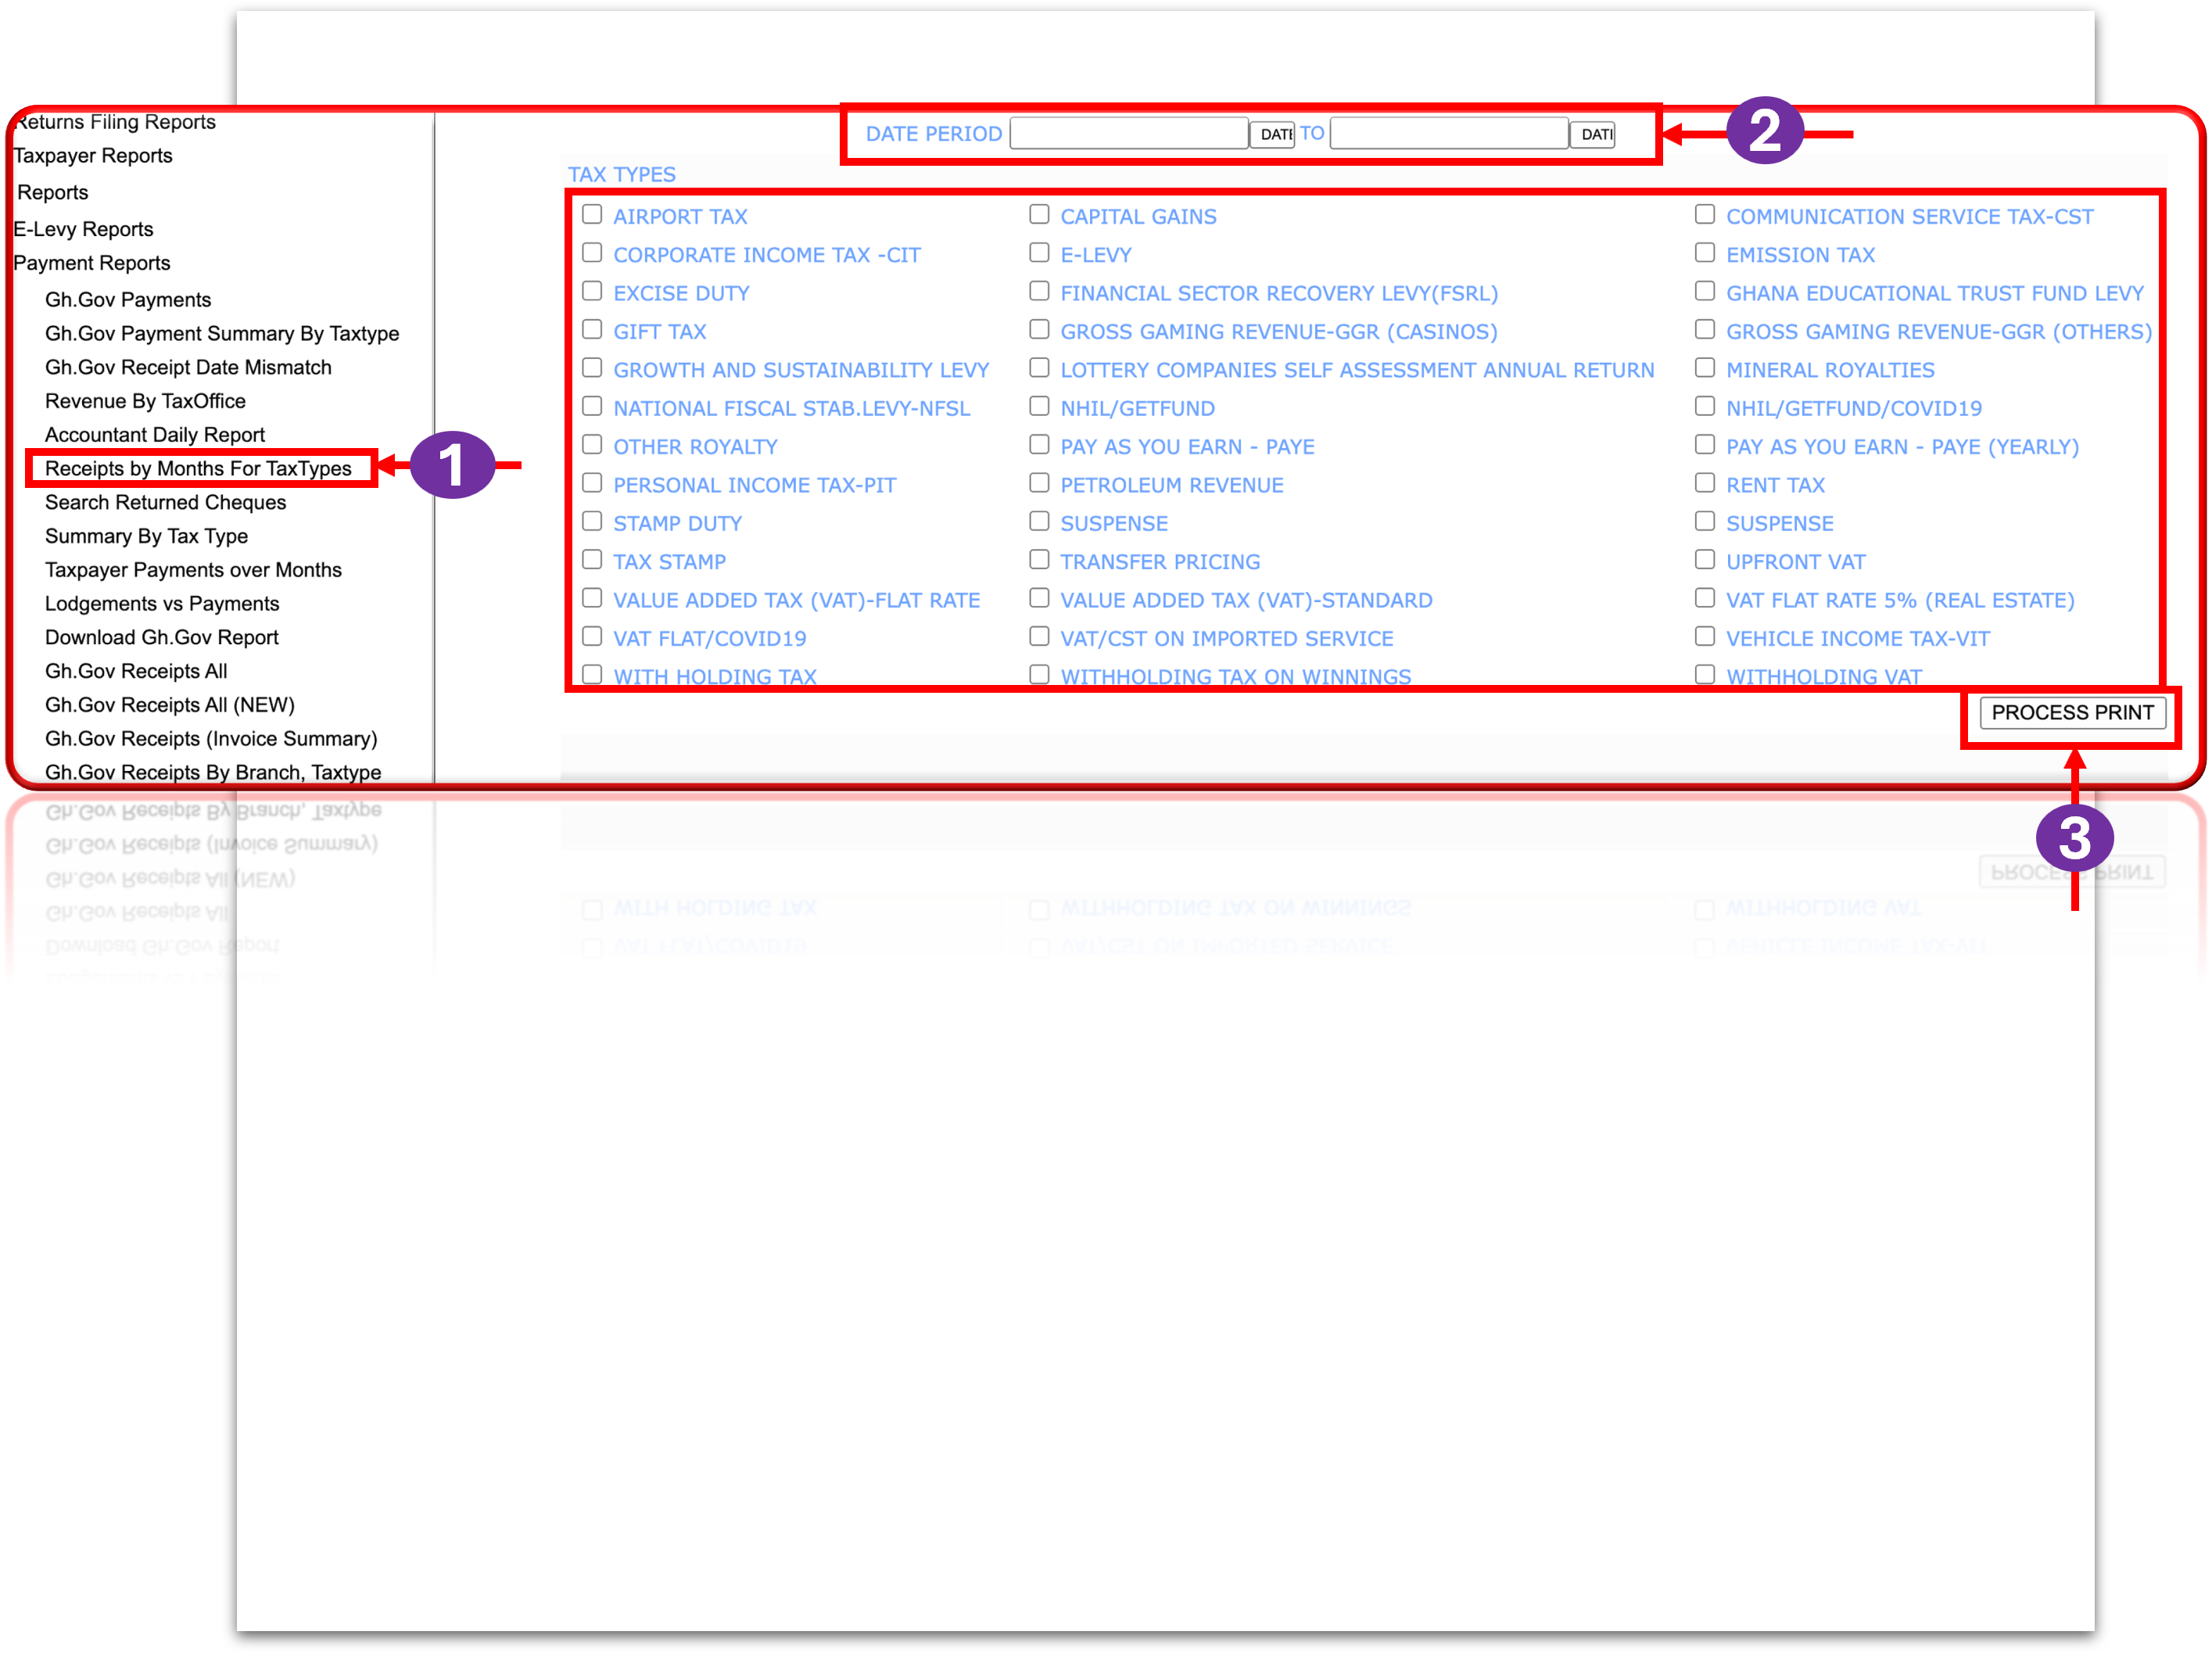 Returns Filing Reports
Taxpayer Reports
Reports
E-Levy Reports
Payment Reports
Gh.Gov Payments
Gh.Gov Payment Summary By Taxtype
Gh.Gov Receipt Date Mismatch
Revenue By TaxOffice
Accountant Daily Report
Receipts by Months For TaxTypes
1
Search Returned Cheques
Summary By Tax Type
Taxpayer Payments over Months
Lodgements vs Payments
Download Gh.Gov Report
Gh.Gov Receipts All
Gh.Gov Receipts All (NEW)
Gh.Gov Receipts (Invoice Summary)
Gh.Gov Receipts By Branch, Taxtype
DATE PERIOD DATE TO DATI
2
TAX TYPES
AIRPORT TAX CAPITAL GAINS COMMUNICATION SERVICE TAX-CST
CORPORATE INCOME TAX -CIT E-LEVY EMISSION TAX
EXCISE DUTY FINANCIAL SECTOR RECOVERY LEVY(FSRL) GHANA EDUCATIONAL TRUST FUND LEVY
GIFT TAX GROSS GAMING REVENUE-GGR (CASINOS) GROSS GAMING REVENUE-GGR (OTHERS)
GROWTH AND SUSTAINABILITY LEVY LOTTERY COMPANIES SELF ASSESSMENT ANNUAL RETURN MINERAL ROYALTIES
NATIONAL FISCAL STAB.LEVY-NFSL NHIL/GETFUND NHIL/GETFUND/COVID19
OTHER ROYALTY PAY AS YOU EARN - PAYE PAY AS YOU EARN - PAYE (YEARLY)
PERSONAL INCOME TAX-PIT PETROLEUM REVENUE RENT TAX
STAMP DUTY SUSPENSE SUSPENSE
TAX STAMP TRANSFER PRICING UPFRONT VAT
VALUE ADDED TAX (VAT)-FLAT RATE VALUE ADDED TAX (VAT)-STANDARD VAT FLAT RATE 5% (REAL ESTATE)
VAT FLAT/COVID19 VAT/CST ON IMPORTED SERVICE VEHICLE INCOME TAX-VIT
WITH HOLDING TAX WITHHOLDING TAX ON WINNINGS WITHHOLDING VAT
PROCESS PRINT
3